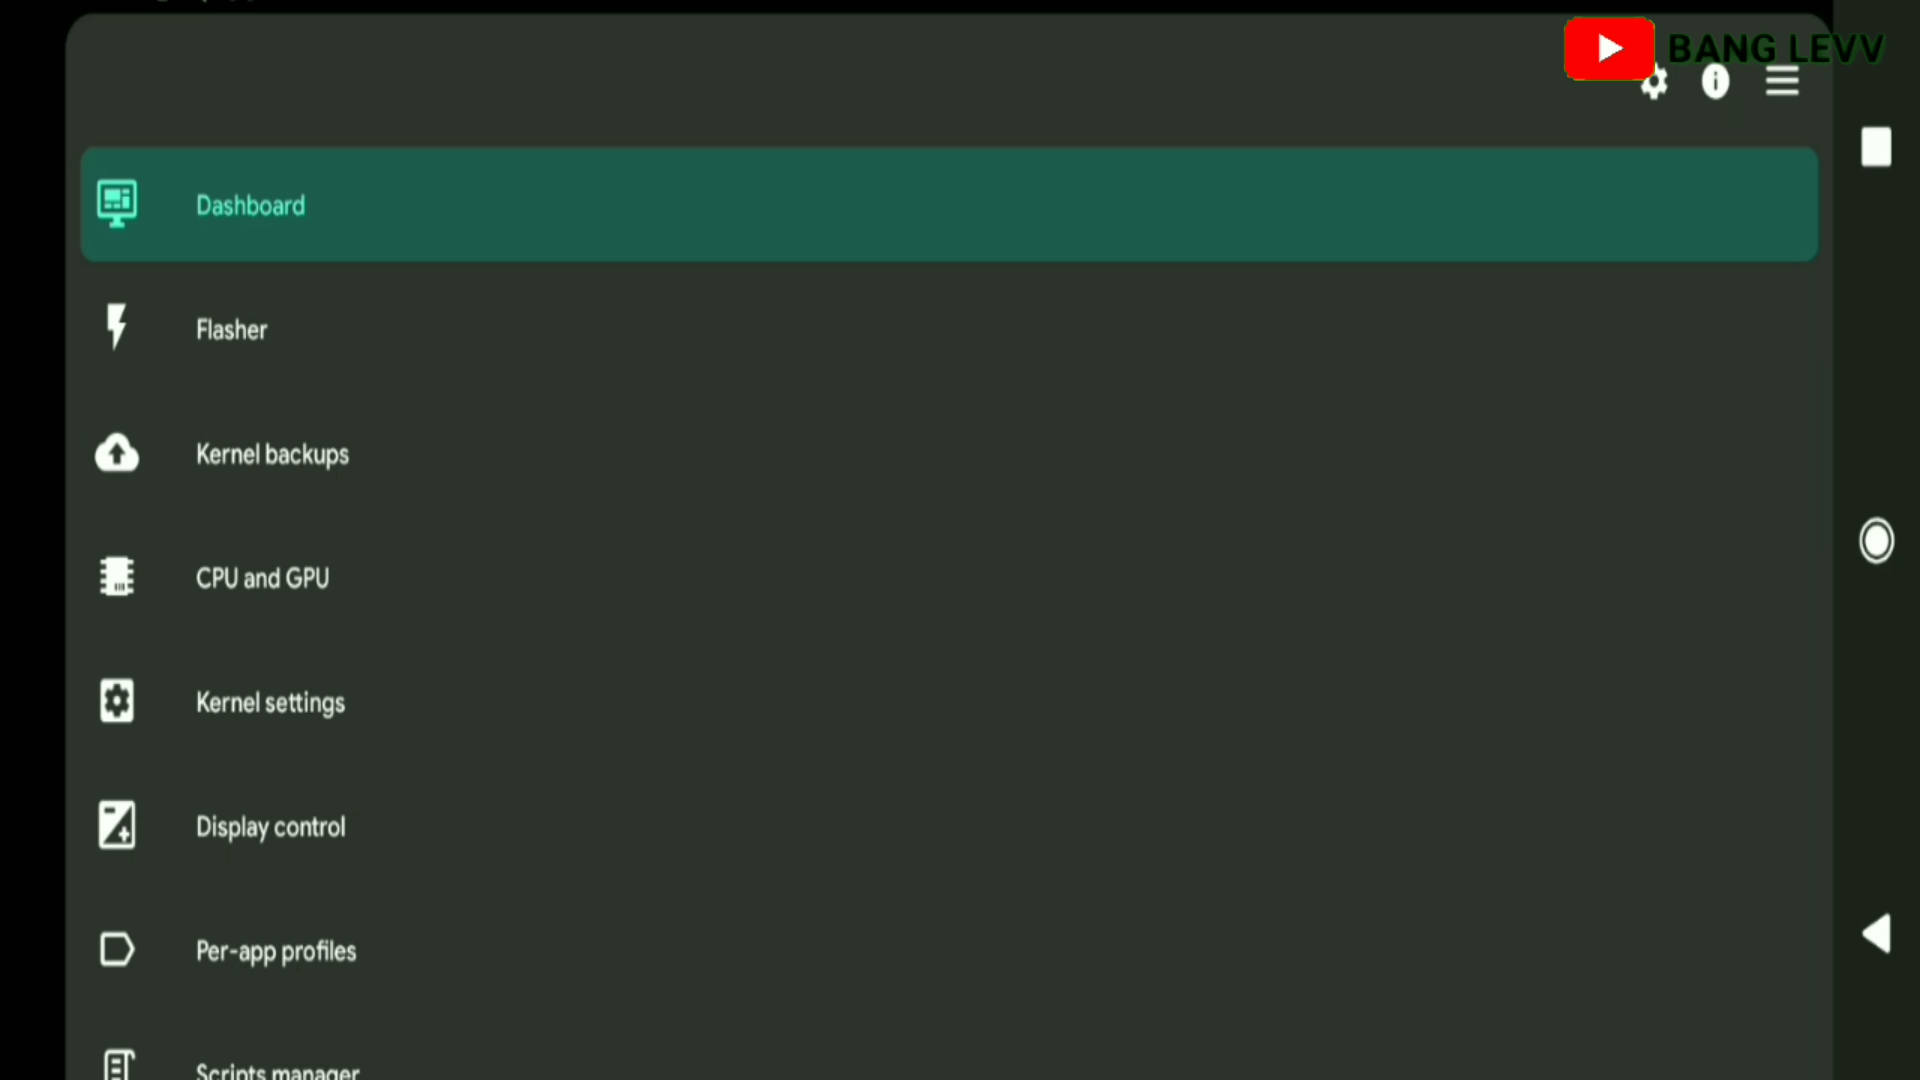 BANG LEVV
Dashboard
Flasher
Kernel backups
CPU and GPU
Kernel settings
Display control
Per-app profiles
Scripts manager